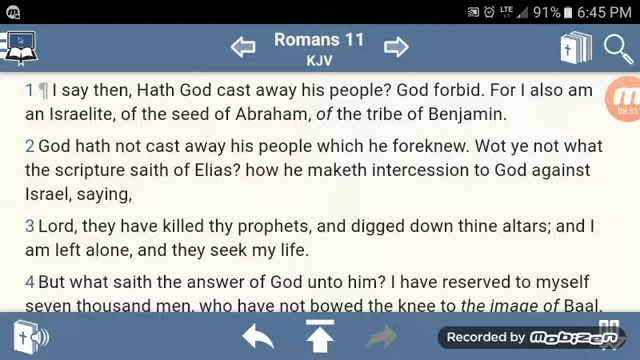 LTE 91% 6:45 PM
Romans 11
KJV
1 ¶ I say then, Hath God cast away his people? God forbid. For I also am
an Israelite, of the seed of Abraham, of the tribe of Benjamin.
08:52
2 God hath not cast away his people which he foreknew. Wot ye not what
the scripture saith of Elias? how he maketh intercession to God against
Israel, saying,
3 Lord, they have killed thy prophets, and digged down thine altars; and I
am left alone, and they seek my life.
4 But what saith the answer of God unto him? I have reserved to myself
seven thousand men, who have not bowed the knee to the image of Baal.
Recorded by mobizen